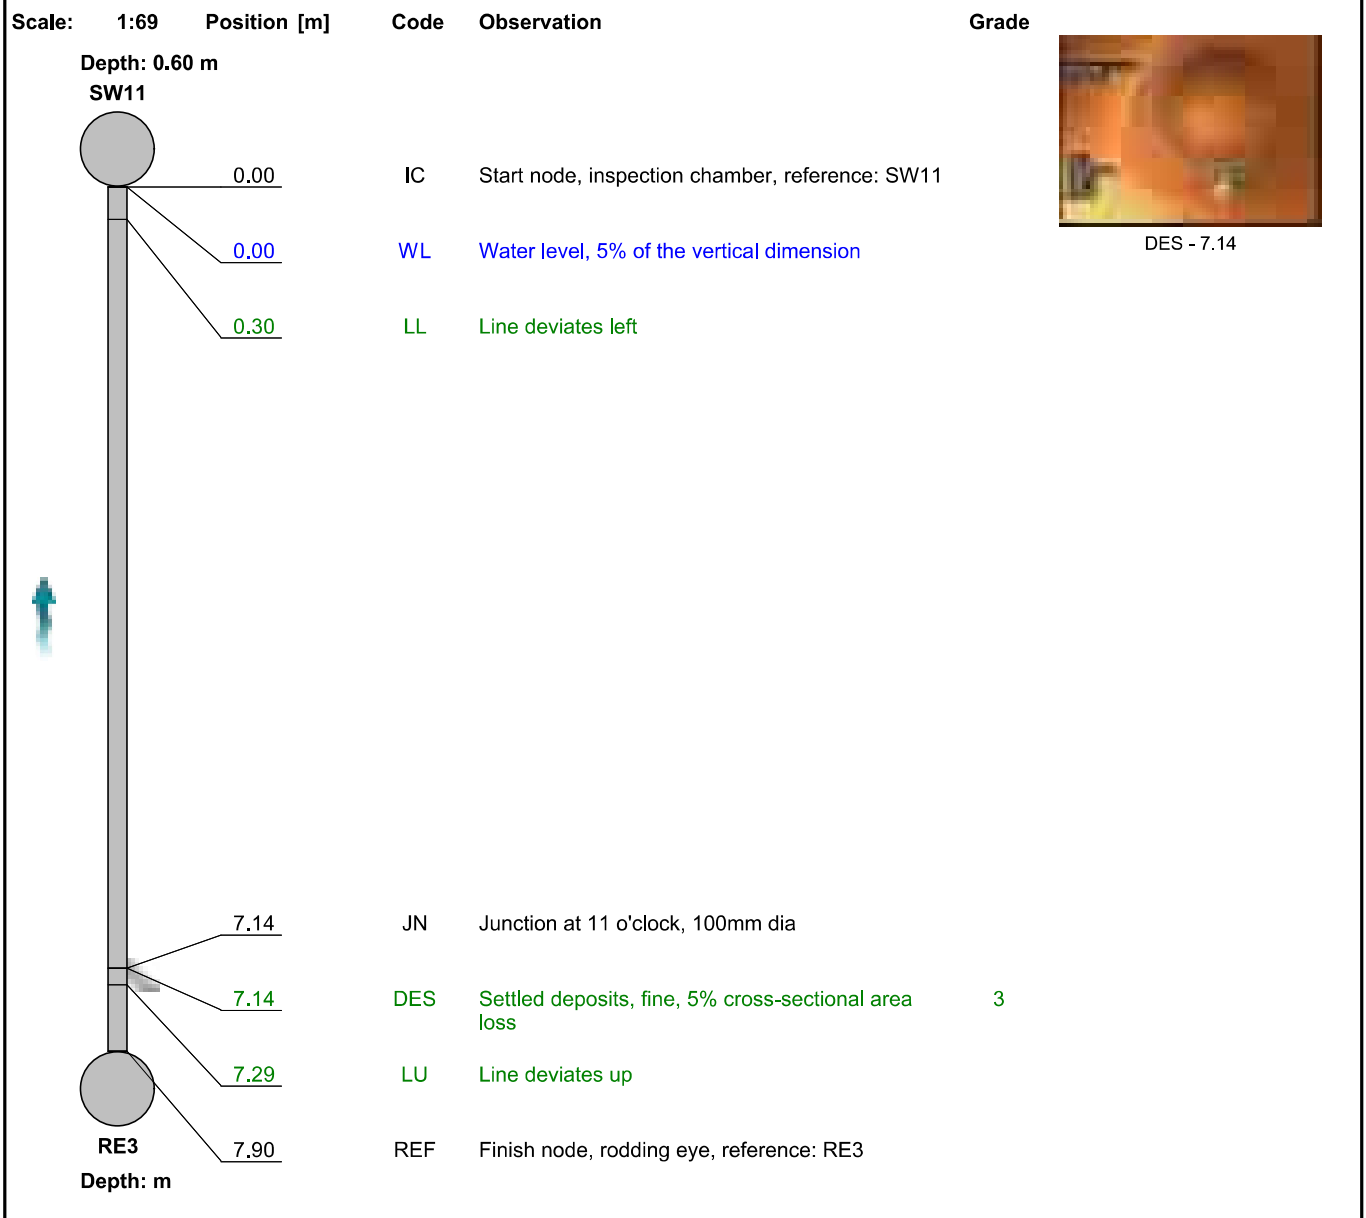 Scale: 1:69 Position [m] Code Observation Grade
Depth: 0.60 m
SW11
0.00 IC Start node, inspection chamber, reference: SW11
0.00 WL Water level, 5% of the vertical dimension
DES - 7.14
0.30 LL Line deviates left
7.14 JN Junction at 11 o'clock, 100mm dia
7.14 DES Settled deposits, fine, 5% cross-sectional area 3
loss
7.29 LU Line deviates up
RE3
7.90 REF Finish node, rodding eye, reference: RE3
Depth: m